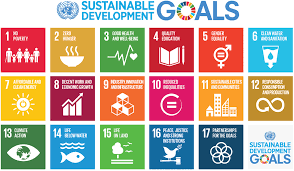 SUSTAINABLE
DEVELOPMENT
GOALS
1 NO
POVERTY
2 ZERO
HUNGER
3 GOOD HEALTH
AND WELL-BEING
4 QUALITY
EDUCATION
5 GENDER
EQUALITY
6 CLEAN WATER
AND SANITATION
7 AFFORDABLE AND
CLEAN ENERGY
8 DECENT WORK AND
ECONOMIC GROWTH
9 INDUSTRY, INNOVATION
AND INFRASTRUCTURE
10 REDUCED
INEQUALITIES
11 SUSTAINABLE CITIES
AND COMMUNITIES
12 RESPONSIBLE
CONSUMPTION
AND PRODUCTION
13 CLIMATE
ACTION
14 LIFE
BELOW WATER
15 LIFE
ON LAND
16 PEACE, JUSTICE
AND STRONG
INSTITUTIONS
17 PARTNERSHIPS
FOR THE GOALS
SUSTAINABLE
DEVELOPMENT
GOALS